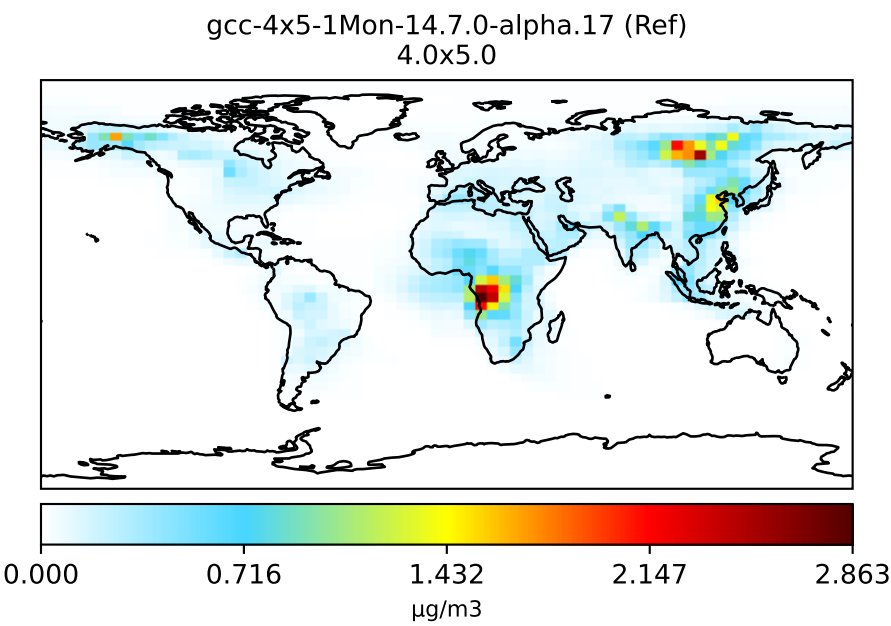 gcc-4x5-1Mon-14.7.0-alpha.17 (Ref)
4.0x5.0
0.000 0.716 1.432 2.147 2.863
μg/m3